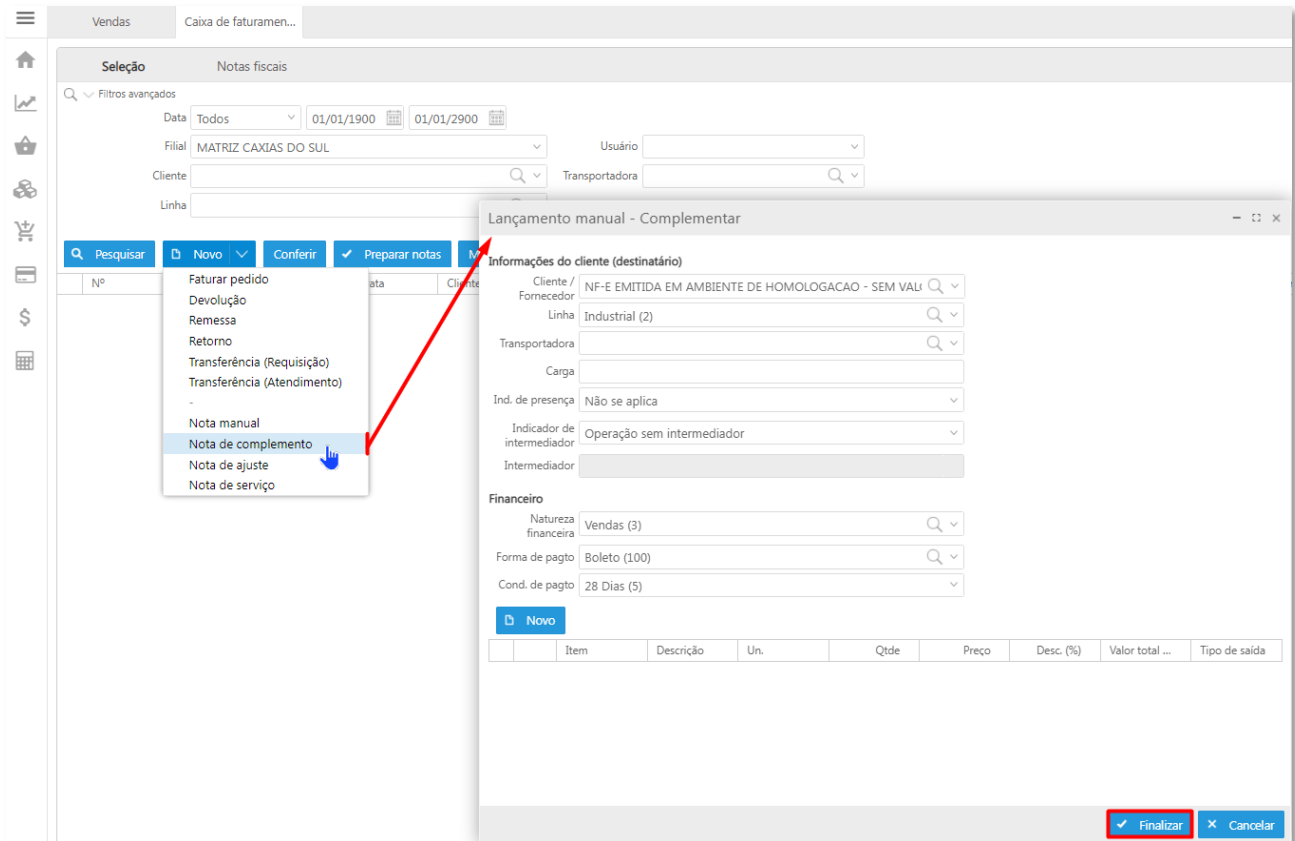 Vendas
Caixa de faturamen...
Seleção
Notas fiscais
Filtros avançados
Data Todos 01/01/1900 01/01/2900
Filial MATRIZ CAXIAS DO SUL Usuário
Cliente Transportadora
Linha
Pesquisar Novo Conferir Preparar notas
Nº Cliente
Faturar pedido
Devolução
Remessa
Retorno
Transferência (Requisição)
Transferência (Atendimento)
-
Nota manual
Nota de complemento
Nota de ajuste
Nota de serviço
Lançamento manual - Complementar
Informações do cliente (destinatário)
Cliente /
Fornecedor NF-E EMITIDA EM AMBIENTE DE HOMOLOGACAO - SEM VAL
Linha Industrial (2)
Transportadora
Carga
Ind. de presença Não se aplica
Indicador de
intermediador Operação sem intermediador
Intermediador
Financeiro
Natureza
financeira Vendas (3)
Forma de pagto Boleto (100)
Cond. de pagto 28 Dias (5)
Novo
Item Descrição Un. Qtde Preço Desc. (%) Valor total ... Tipo de saída
Finalizar Cancelar